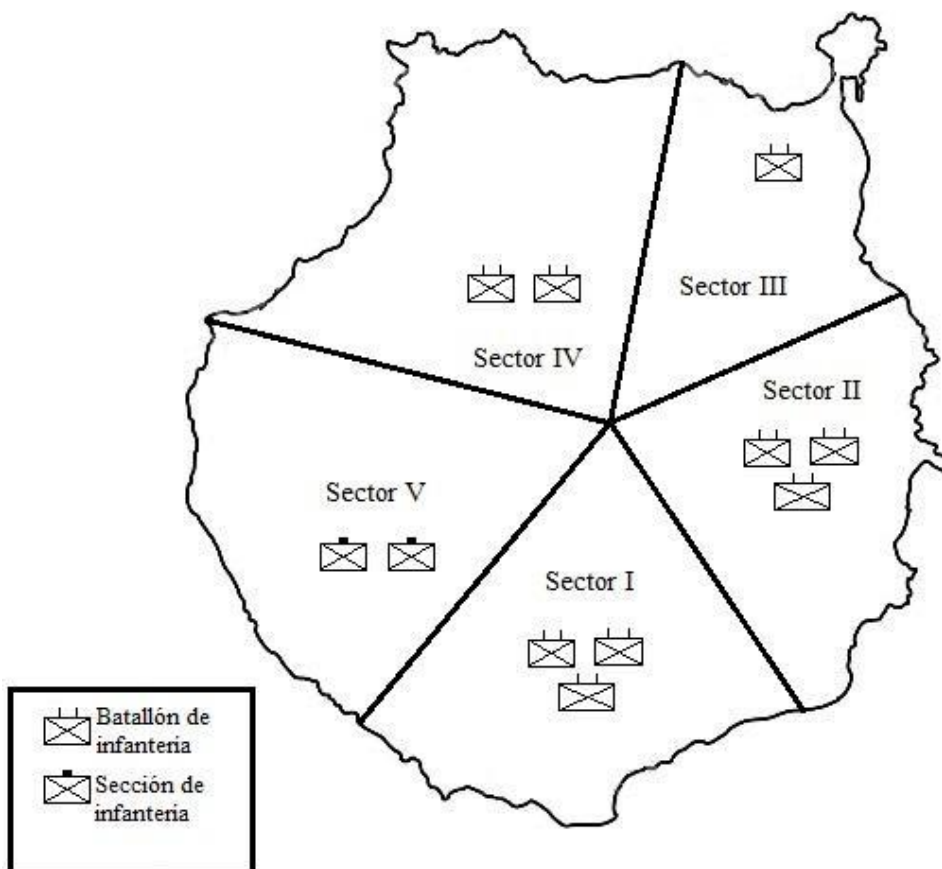 Sector III
Sector IV
Sector II
Sector V
Sector I
Batallón de
infanteria
Sección de
infanteria